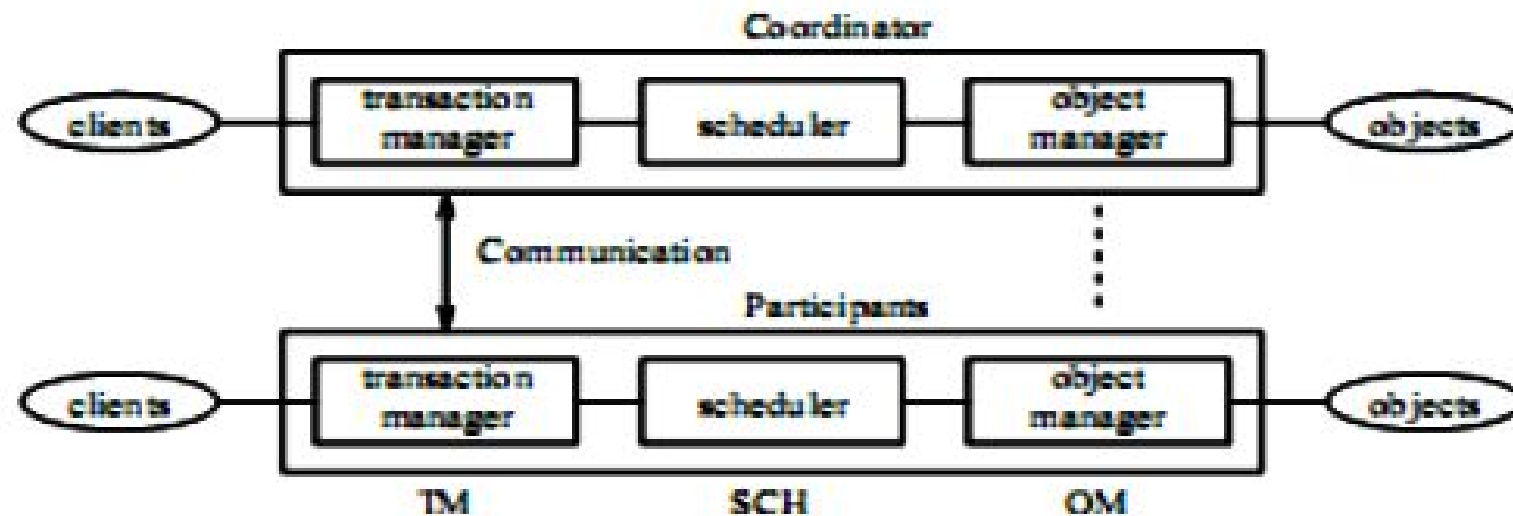 Coordinator
clients
transaction
manager
scheduler
object
manager
objects
Communication
Participants
clients
transaction
manager
scheduler
object
manager
objects
TM
SCH
OM